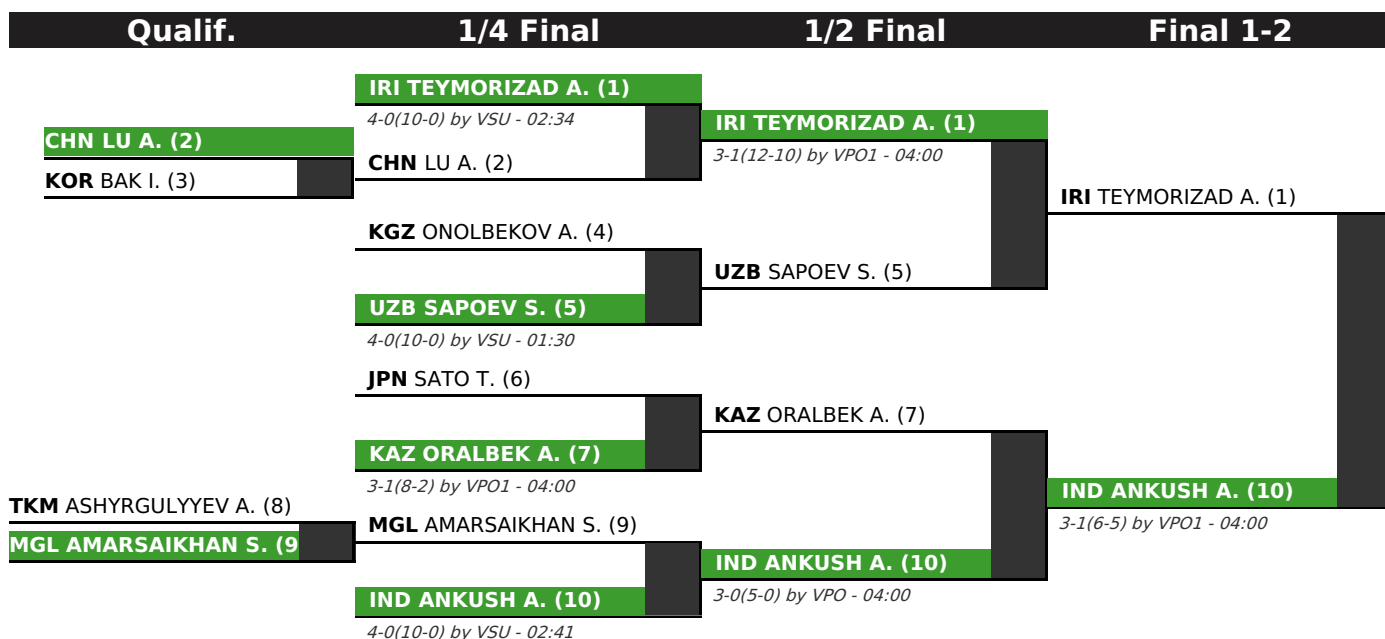 Qualif. 1/4 Final 1/2 Final Final 1-2
IRI TEYMORIZAD A. (1)
4-0(10-0) by VSU - 02:34
IRI TEYMORIZAD A. (1)
CHN LU A. (2)
3-1(12-10) by VPO1 - 04:00
CHN LU A. (2)
KOR BAK I. (3)
IRI TEYMORIZAD A. (1)
KGZ ONOLBEKOV A. (4)
UZB SAPOEV S. (5)
UZB SAPOEV S. (5)
4-0(10-0) by VSU - 01:30
JPN SATO T. (6)
KAZ ORALBEK A. (7)
KAZ ORALBEK A. (7)
3-1(8-2) by VPO1 - 04:00
IND ANKUSH A. (10)
TKM ASHYRGULYYEV A. (8)
3-1(6-5) by VPO1 - 04:00
MGL AMARSAIKHAN S. (9)
MGL AMARSAIKHAN S. (9
IND ANKUSH A. (10)
3-0(5-0) by VPO - 04:00
IND ANKUSH A. (10)
4-0(10-0) by VSU - 02:41